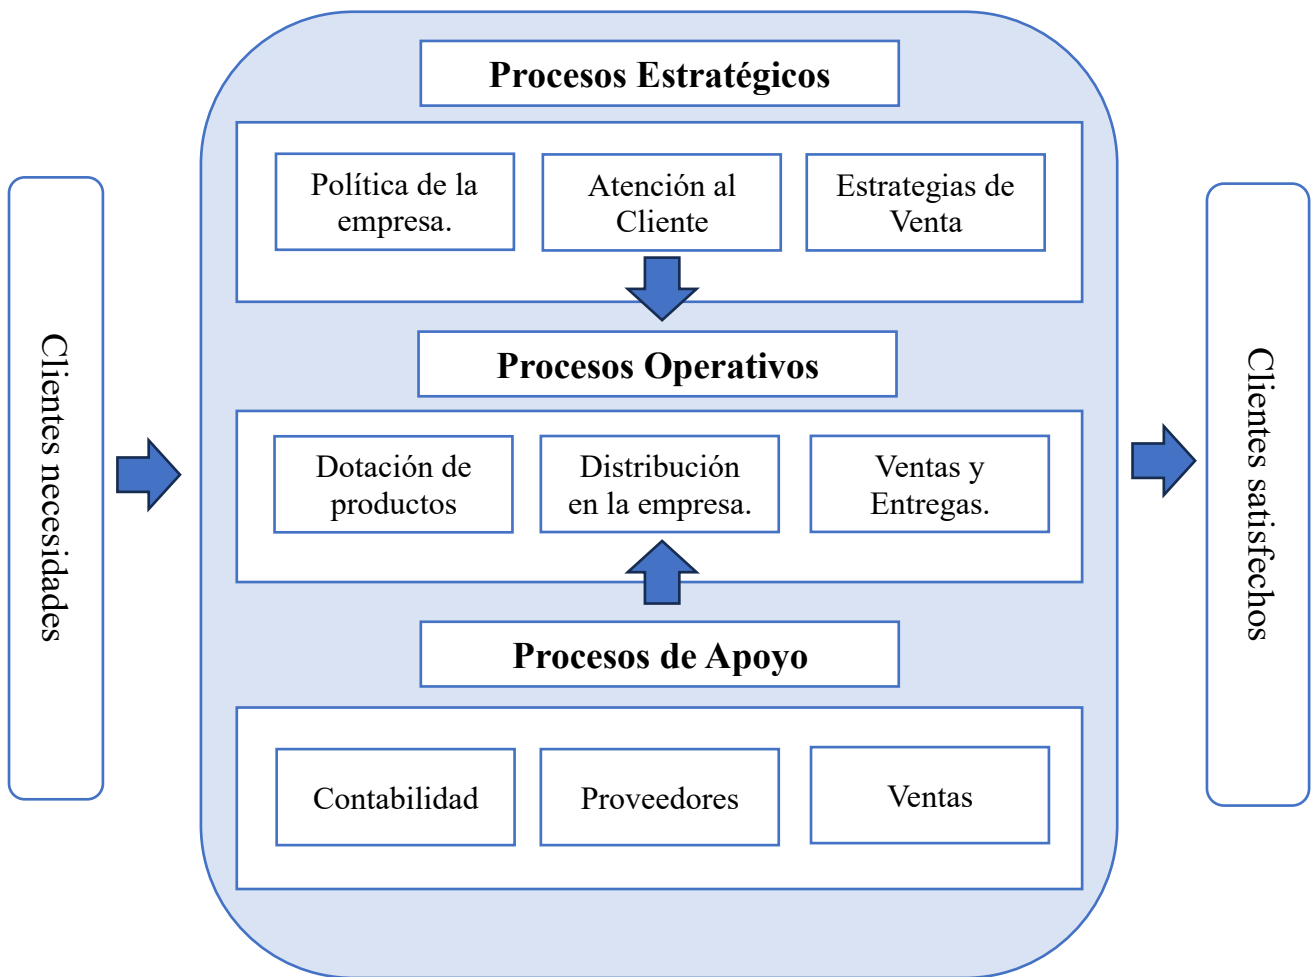 Procesos Estratégicos
Política de la
empresa.
Atención al
Cliente
Estrategias de
Venta
Clientes necesidades
Procesos Operativos
Dotación de
productos
Distribución
en la empresa.
Ventas y
Entregas.
Clientes satisfechos
Procesos de Apoyo
Contabilidad
Proveedores
Ventas